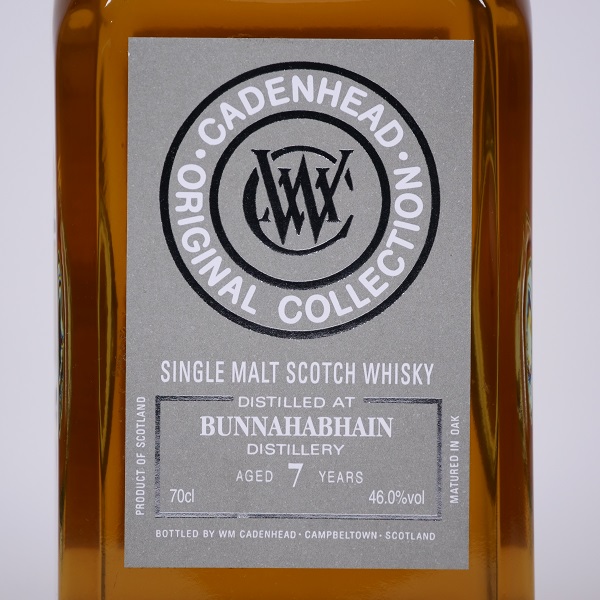 · CADENHEAD ·
ORIGINAL COLLECTION
WC
SINGLE MALT SCOTCH WHISKY
DISTILLED AT
BUNNAHABHAIN
DISTILLERY
AGED 7 YEARS
70cl 46.0%vol
PRODUCT OF SCOTLAND
MATURED IN OAK
BOTTLED BY WM CADENHEAD · CAMPBELTOWN · SCOTLAND